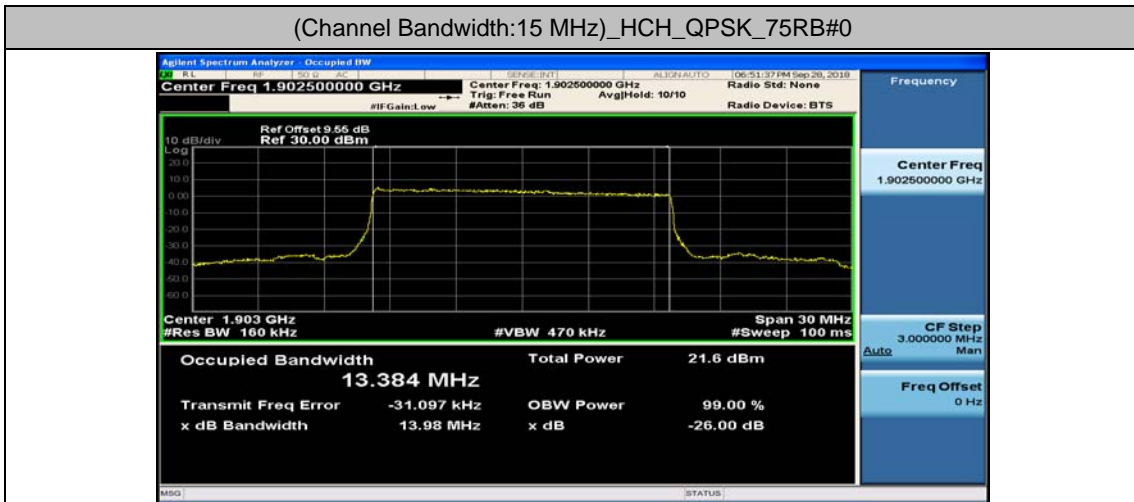 (Channel Bandwidth:15 MHz)_HCH_QPSK_75RB#0
Agilent Spectrum Analyzer - Occupied BW
LXI RL RF 50 Ω AC SENSE:INT ALIGN AUTO 06:51:37 PM Sep 28, 2018
Center Freq 1.902500000 GHz
Center Freq: 1.902500000 GHz
Radio Std: None
Trig: Free Run Avg|Hold: 10/10
#IFGain:Low
#Atten: 36 dB
Radio Device: BTS
Frequency
Ref Offset 9.55 dB
10 dB/div Ref 30.00 dBm
Log
20.0
10.0
0.00
-10.0
-20.0
-30.0
-40.0
-50.0
-60.0
Center Freq
1.902500000 GHz
Center 1.903 GHz
Span 30 MHz
#Res BW 160 kHz
#VBW 470 kHz
#Sweep 100 ms
CF Step
3.000000 MHz
Auto Man
Freq Offset
0 Hz
Occupied Bandwidth
Total Power 21.6 dBm
13.384 MHz
Transmit Freq Error -31.097 kHz OBW Power 99.00 %
x dB Bandwidth 13.98 MHz x dB -26.00 dB
MSG STATUS